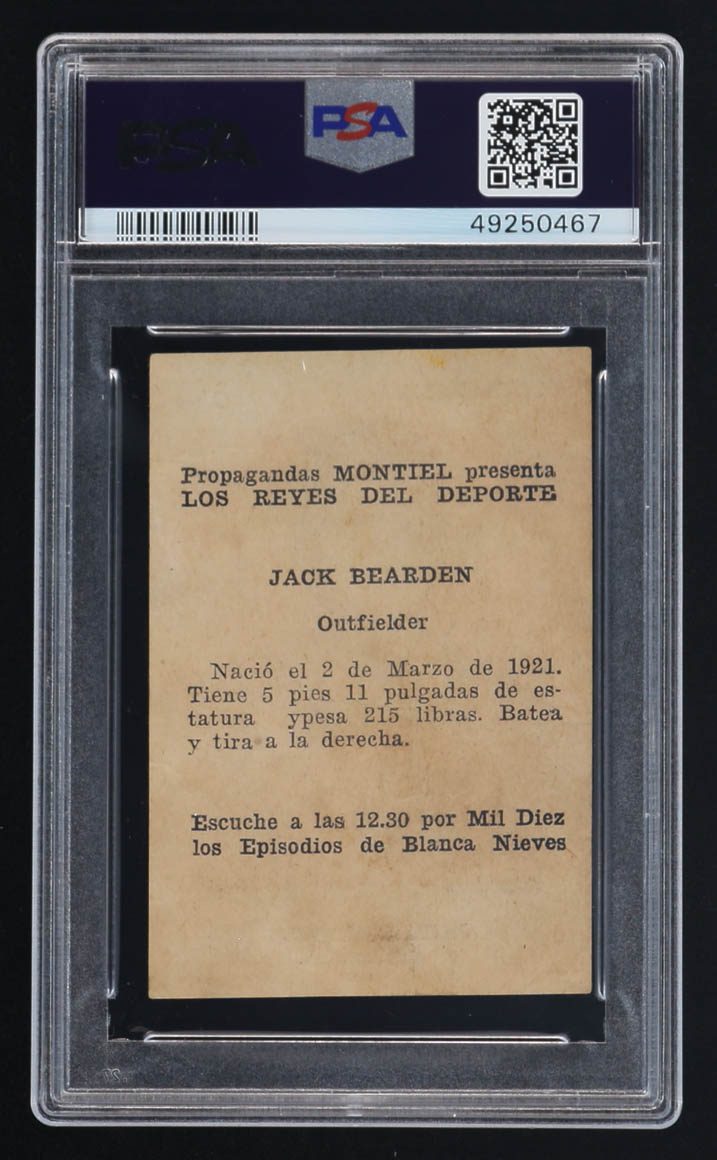 PSA
PSA
49250467
Propagandas MONTIEL presenta
LOS REYES DEL DEPORTE
JACK BEARDEN
Outfielder
Nació el 2 de Marzo de 1921.
Tiene 5 pies 11 pulgadas de es-
tatura ypesa 215 libras. Batea
y tira a la derecha.
Escuche a las 12.30 por Mil Diez
los Episodios de Blanca Nieves